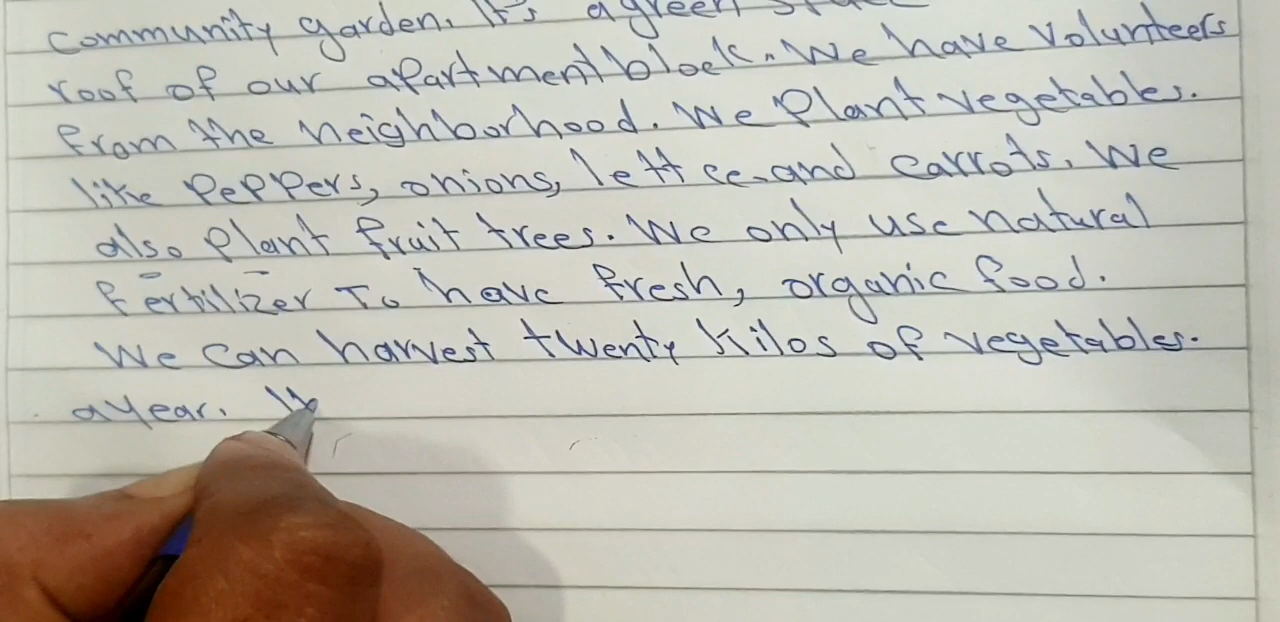 community garden. It's a green space
roof of our apartment block. We have volunteers
from the neighborhood. We plant vegetables.
like peppers, onions, lettce and carrots. We
also plant fruit trees. We only use natural
fertilizer To have fresh, organic food.
We can harvest twenty kilos of vegetables.
a year.